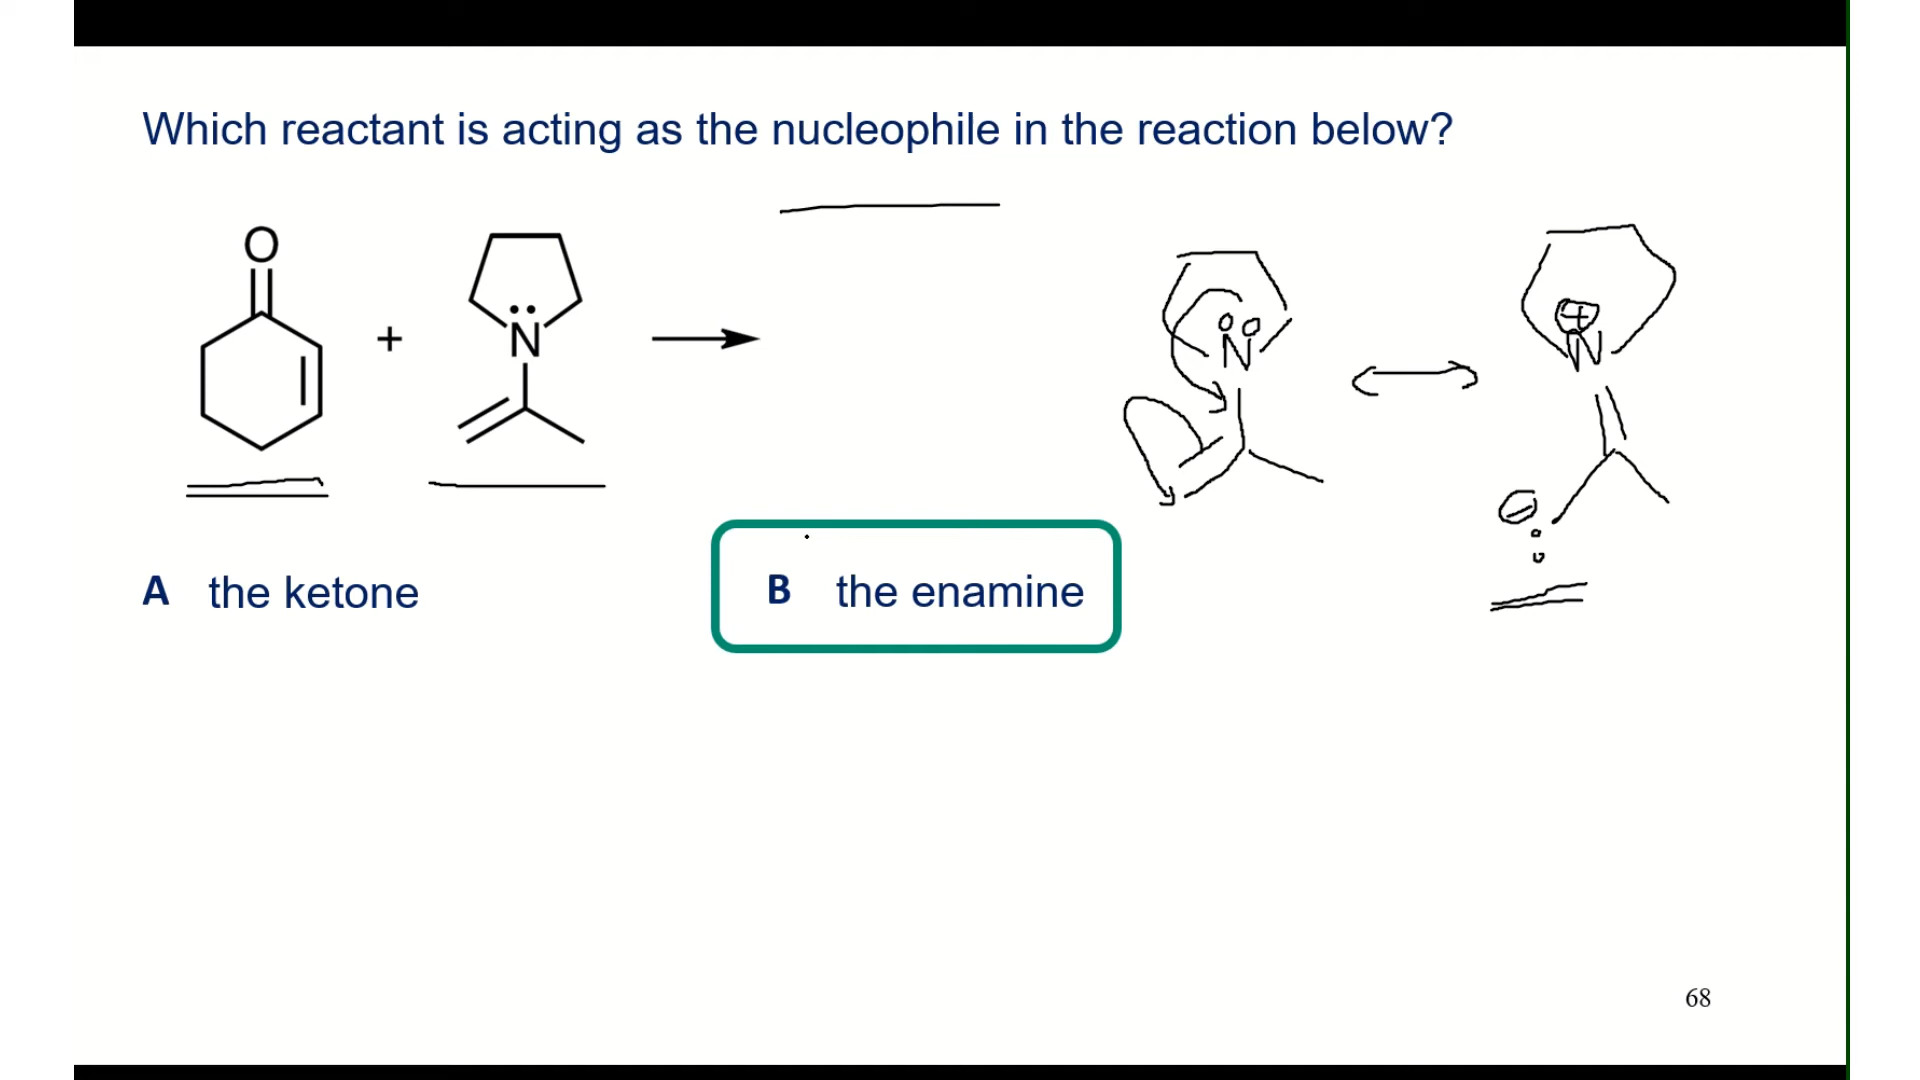 Which reactant is acting as the nucleophile in the reaction below?
O
+
N
N
N
A the ketone
B the enamine
68